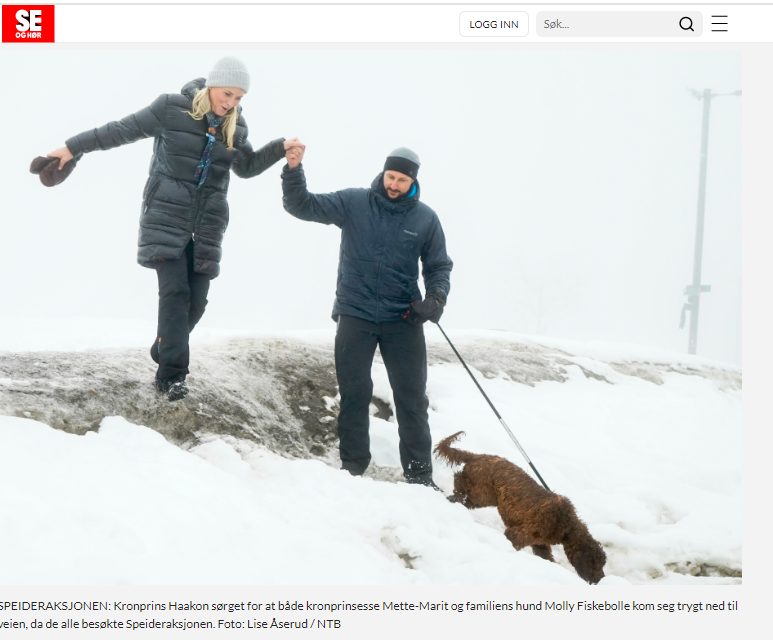 SE
OG HØR
LOGG INN
Søk...
SPEIDERAKSJONEN: Kronprins Haakon sørget for at både kronprinsesse Mette-Marit og familiens hund Molly Fiskebolle kom seg trygt ned til
veien, da de alle besøkte Speideraksjonen. Foto: Lise Åserud / NTB